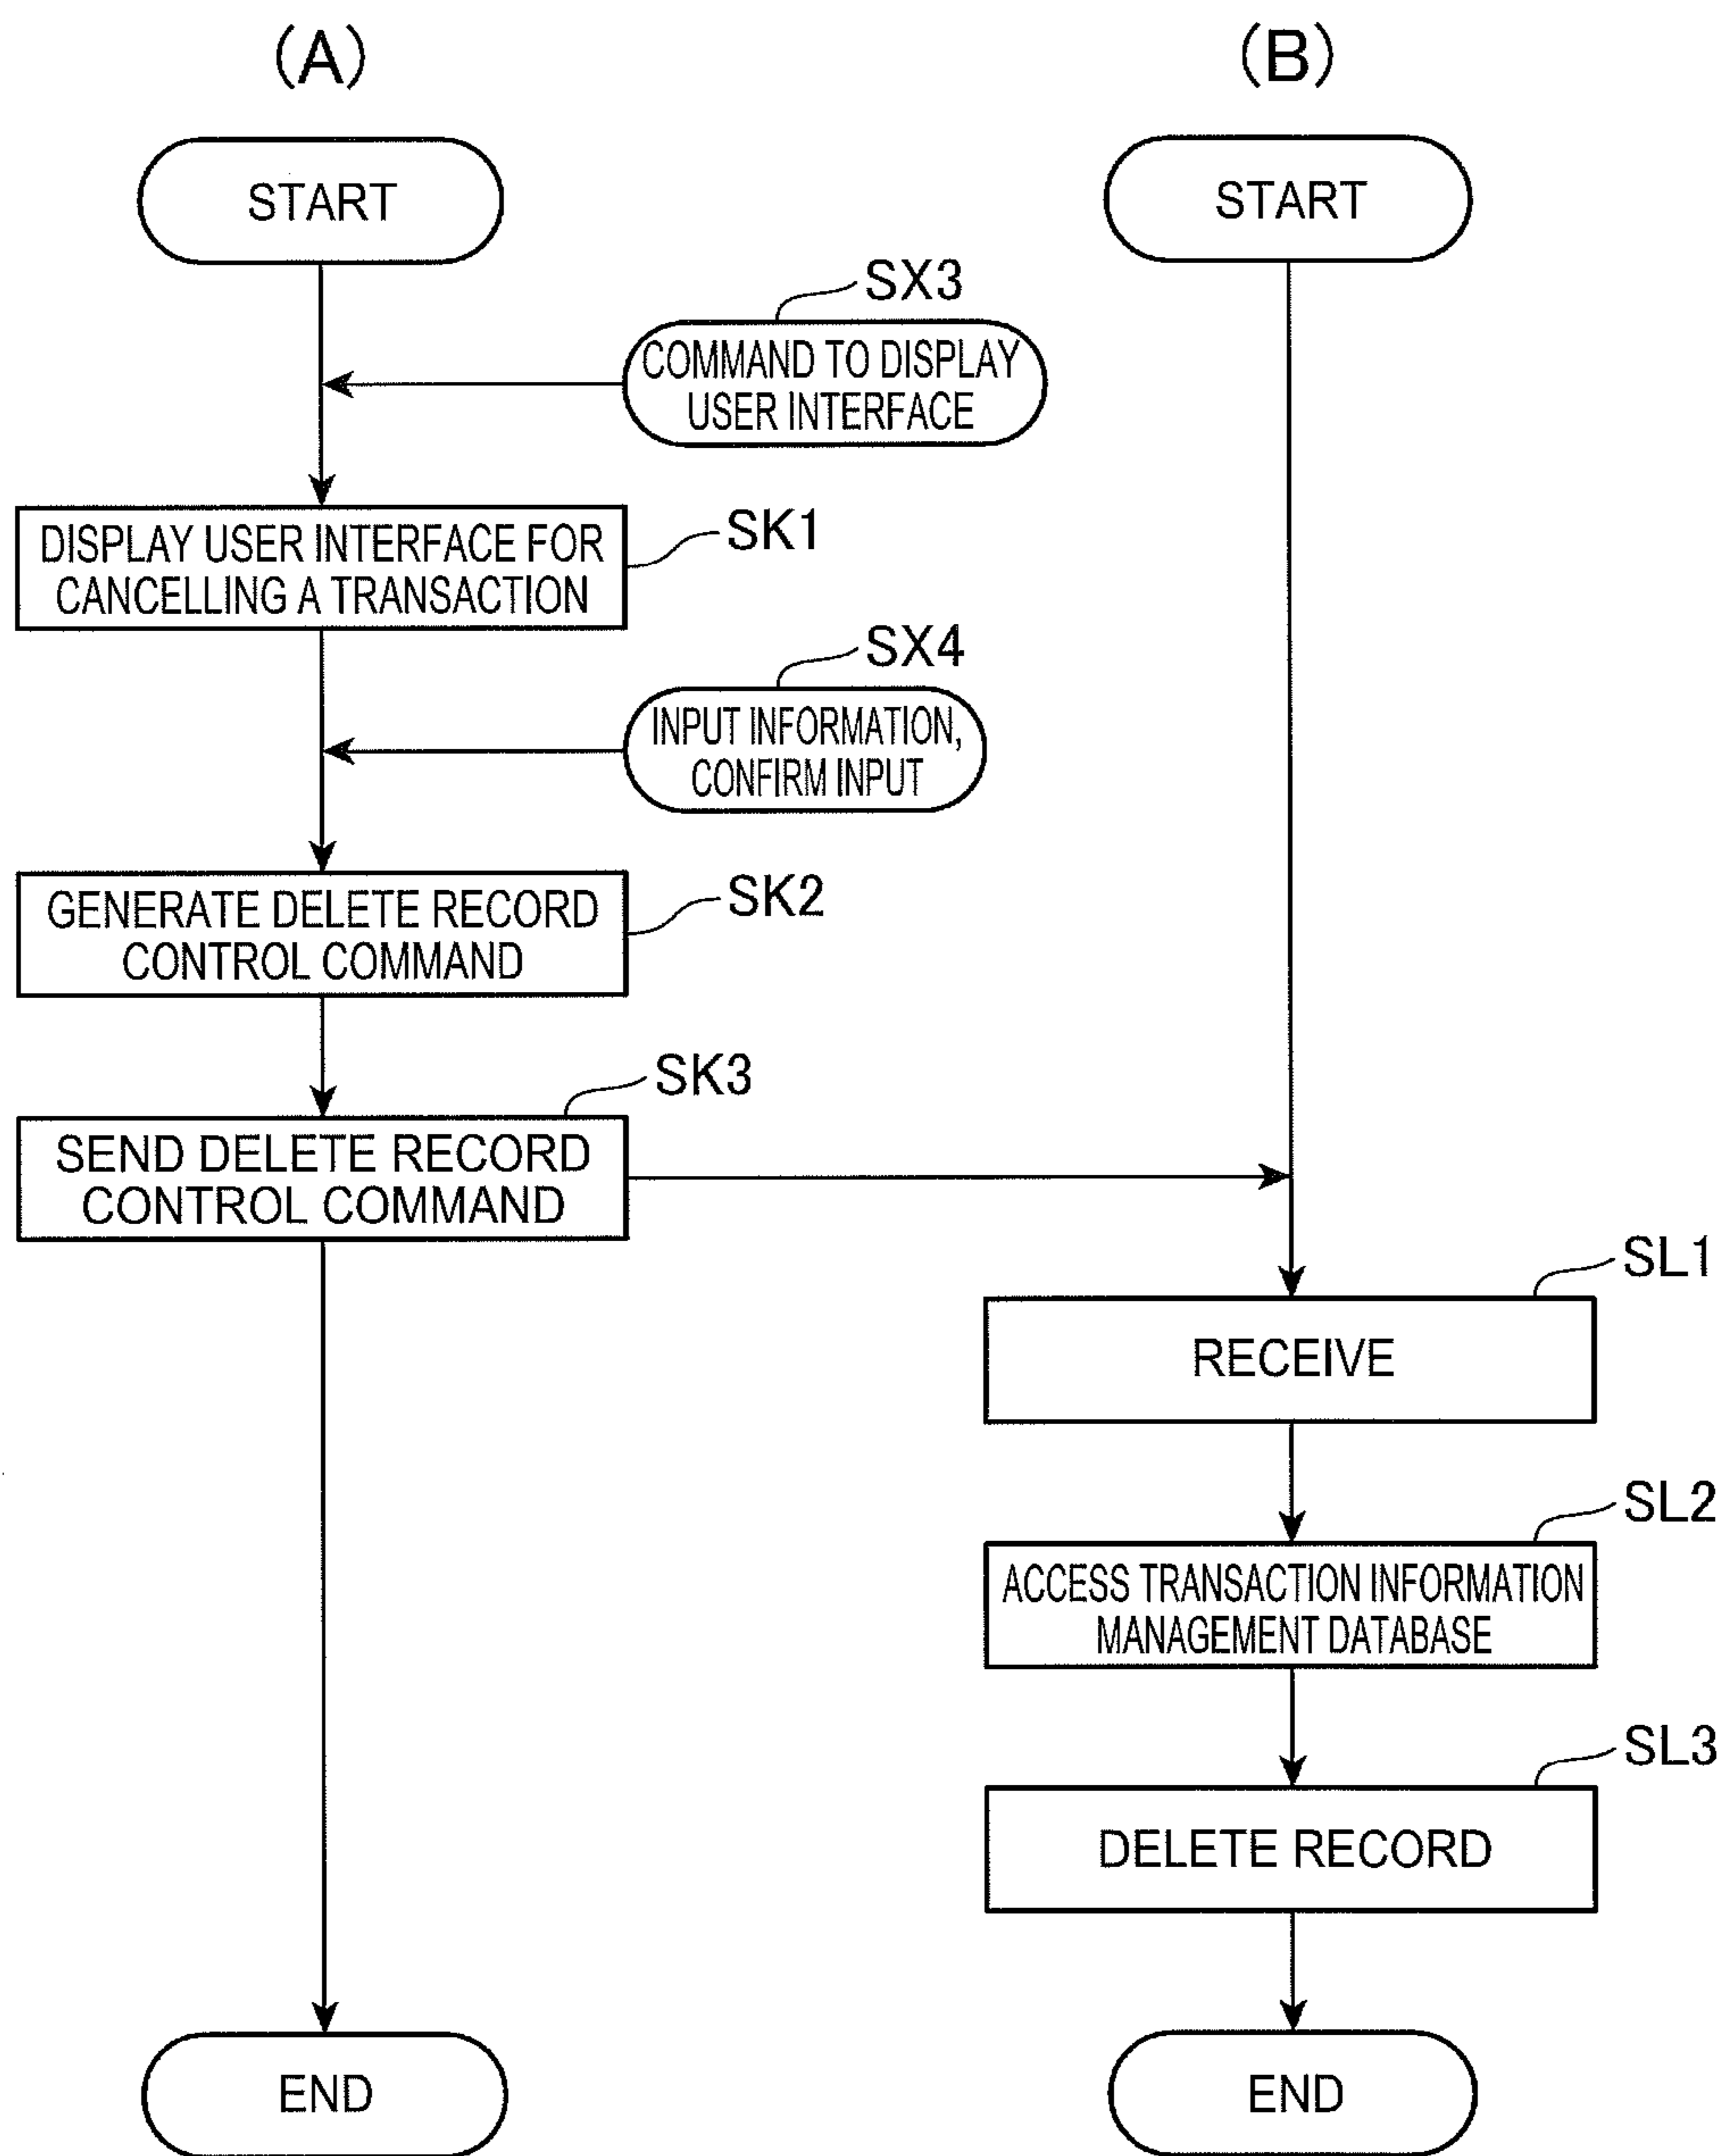 (A)
(B)
START
START
SX3
COMMAND TO DISPLAY
USER INTERFACE
DISPLAY USER INTERFACE FOR
CANCELLING A TRANSACTION
SK1
SX4
INPUT INFORMATION,
CONFIRM INPUT
GENERATE DELETE RECORD
CONTROL COMMAND
SK2
SK3
SEND DELETE RECORD
CONTROL COMMAND
SL1
RECEIVE
SL2
ACCESS TRANSACTION INFORMATION
MANAGEMENT DATABASE
SL3
DELETE RECORD
END
END